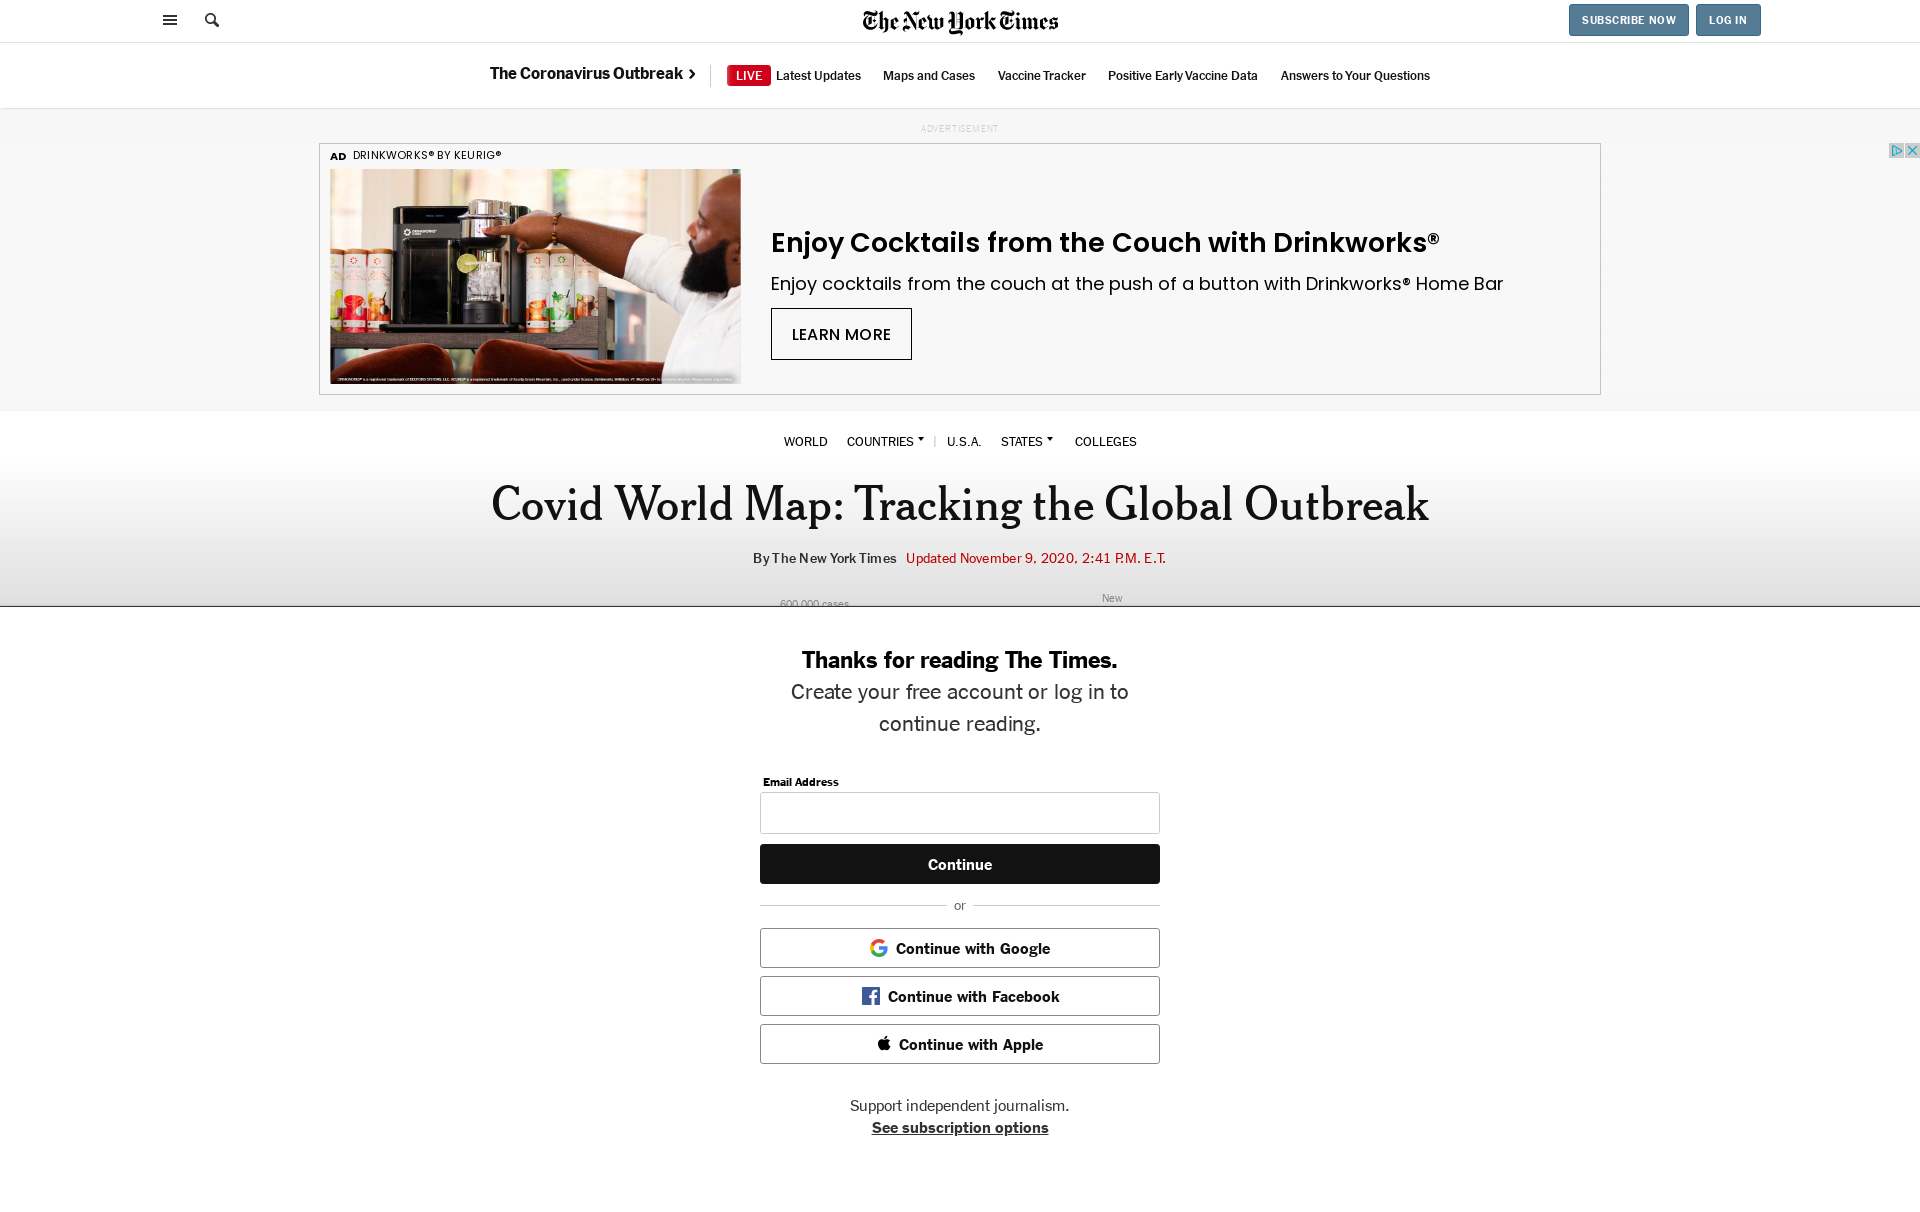 The New York Times
SUBSCRIBE NOW
LOG IN
The Coronavirus Outbreak ›
LIVE Latest Updates
Maps and Cases
Vaccine Tracker
Positive Early Vaccine Data
Answers to Your Questions
ADVERTISEMENT
AD DRINKWORKS® BY KEURIG®
Enjoy Cocktails from the Couch with Drinkworks®
Enjoy cocktails from the couch at the push of a button with Drinkworks® Home Bar
LEARN MORE
WORLD COUNTRIES | U.S.A. STATES COLLEGES
Covid World Map: Tracking the Global Outbreak
By The New York Times Updated November 9, 2020, 2:41 P.M. E.T.
600,000 cases
New
Thanks for reading The Times.
Create your free account or log in to
continue reading.
Email Address
Continue
or
Continue with Google
Continue with Facebook
Continue with Apple
Support independent journalism.
See subscription options